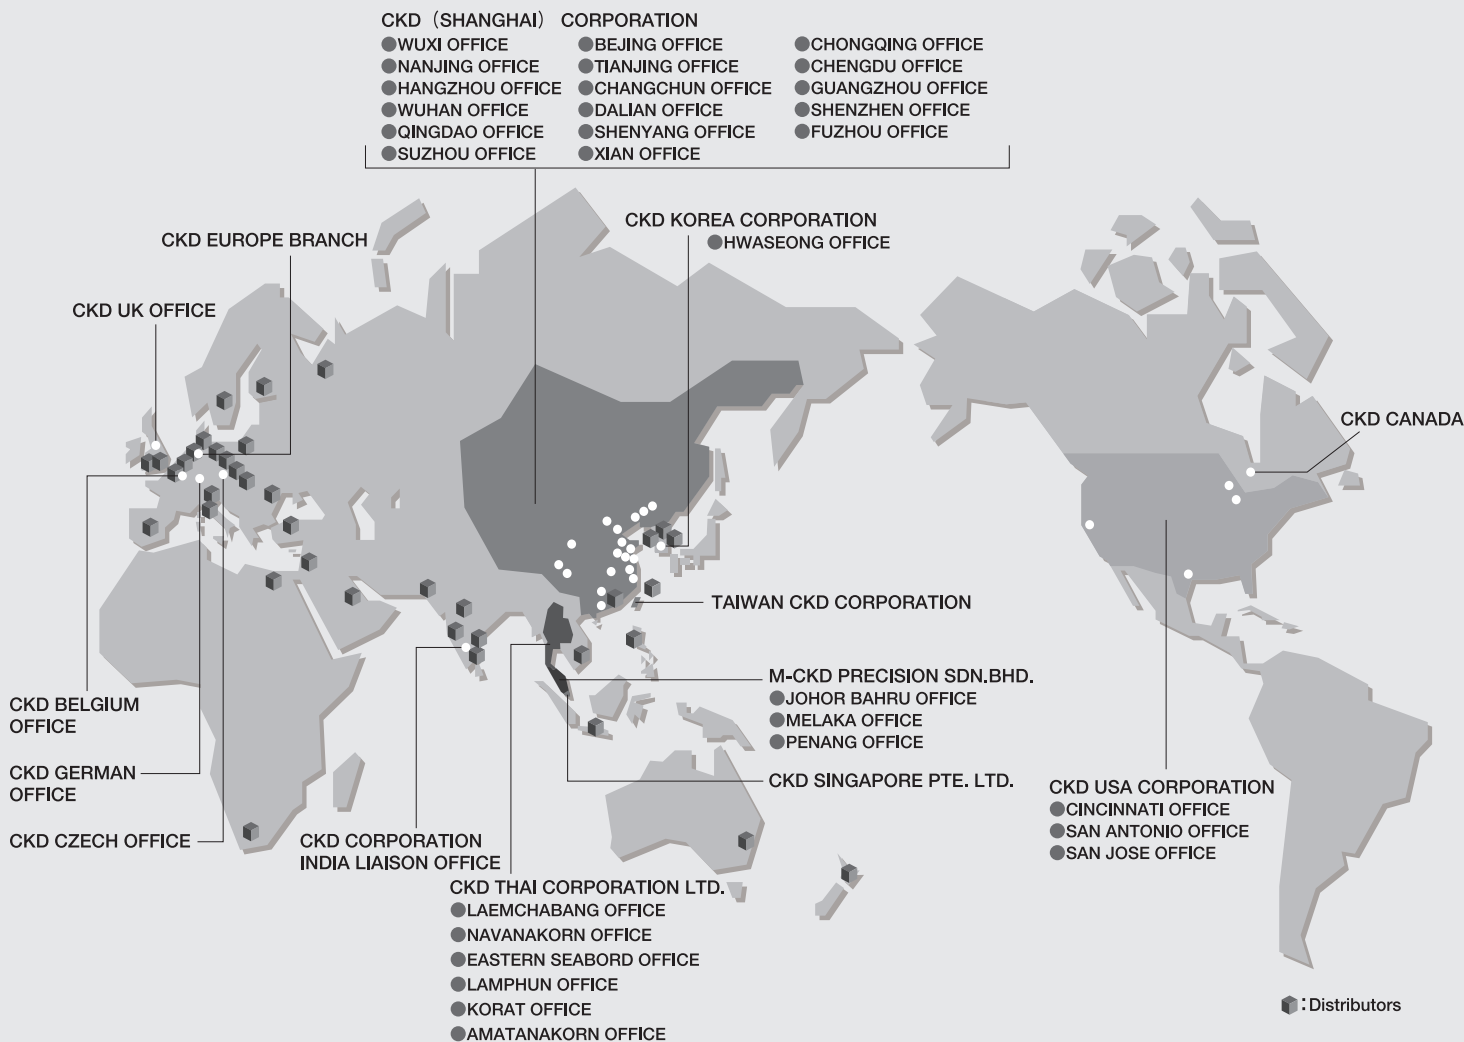 CKD（SHANGHAI） CORPORATION
●WUXI OFFICE
●NANJING OFFICE
●HANGZHOU OFFICE
●WUHAN OFFICE
●QINGDAO OFFICE
●SUZHOU OFFICE
●BEJING OFFICE
●TIANJING OFFICE
●CHANGCHUN OFFICE
●DALIAN OFFICE
●SHENYANG OFFICE
●XIAN OFFICE
●CHONGQING OFFICE
●CHENGDU OFFICE
●GUANGZHOU OFFICE
●SHENZHEN OFFICE
●FUZHOU OFFICE
CKD KOREA CORPORATION
●HWASEONG OFFICE
CKD EUROPE BRANCH
CKD UK OFFICE
CKD CANADA
TAIWAN CKD CORPORATION
M-CKD PRECISION SDN.BHD.
●JOHOR BAHRU OFFICE
●MELAKA OFFICE
●PENANG OFFICE
CKD SINGAPORE PTE. LTD.
CKD BELGIUM
OFFICE
CKD GERMAN
OFFICE
CKD CZECH OFFICE
CKD CORPORATION
INDIA LIAISON OFFICE
CKD THAI CORPORATION LTD.
●LAEMCHABANG OFFICE
●NAVANAKORN OFFICE
●EASTERN SEABORD OFFICE
●LAMPHUN OFFICE
●KORAT OFFICE
●AMATANAKORN OFFICE
CKD USA CORPORATION
●CINCINNATI OFFICE
●SAN ANTONIO OFFICE
●SAN JOSE OFFICE
: Distributors